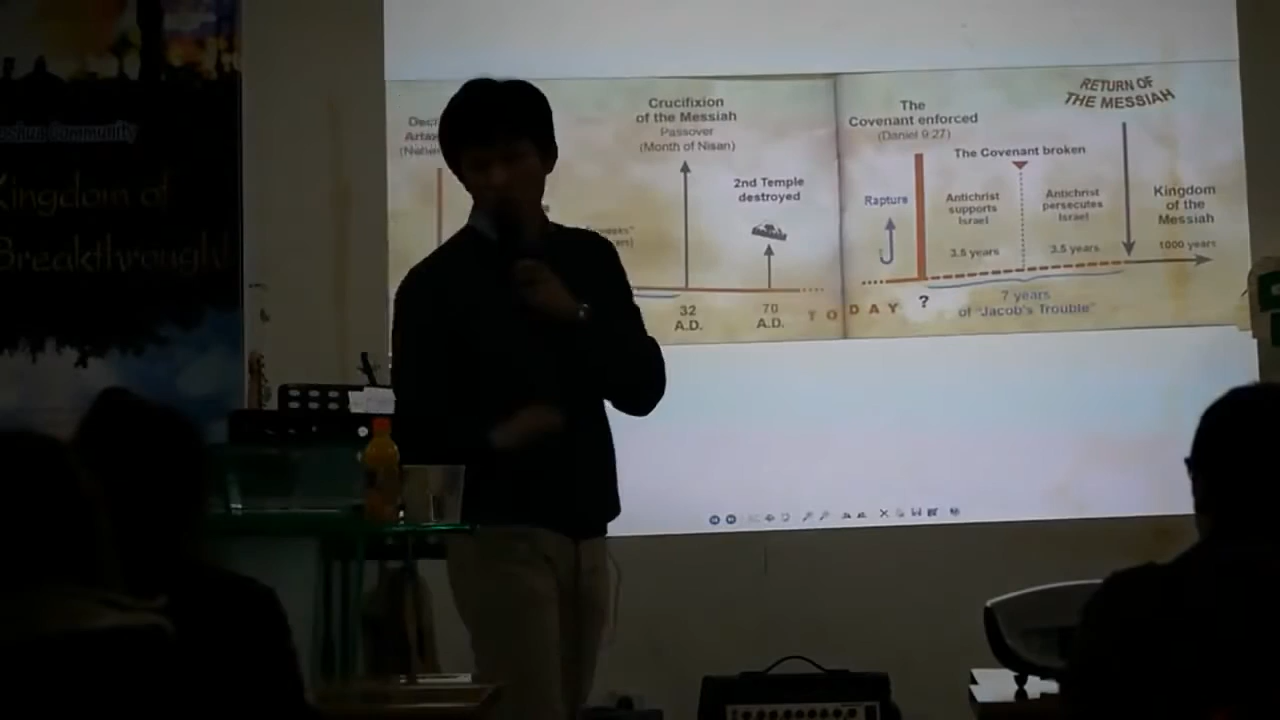 Joshua Community
Kingdom of
Breakthrough!
Crucifixion
of the Messiah
Passover
(Month of Nisan)
2nd Temple
destroyed
32
A.D.
70
A.D.
TODAY
The
Covenant enforced
(Daniel 9:27)
RETURN OF
THE MESSIAH
The Covenant broken
Rapture
Antichrist
supports
Israel
3.5 years
Antichrist
persecutes
Israel
3.5 years
Kingdom
of the
Messiah
1000 years
?
7 years
of "Jacob's Trouble"